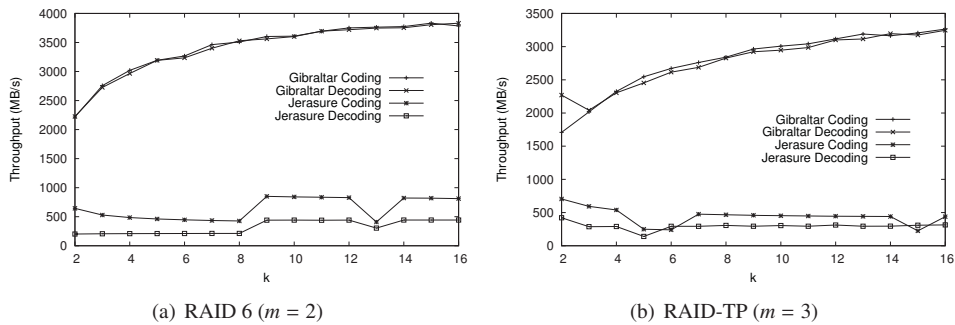 4000
3500
3000
2500
2000
1500
1000
500
0
Throughput (MB/s)
Gibraltar Coding
Gibraltar Decoding
Jerasure Coding
Jerasure Decoding
2 4 6 8 10 12 14 16
k
(a) RAID 6 (m = 2)
3500
3000
2500
2000
1500
1000
500
0
Throughput (MB/s)
Gibraltar Coding
Gibraltar Decoding
Jerasure Coding
Jerasure Decoding
2 4 6 8 10 12 14 16
k
(b) RAID-TP (m = 3)